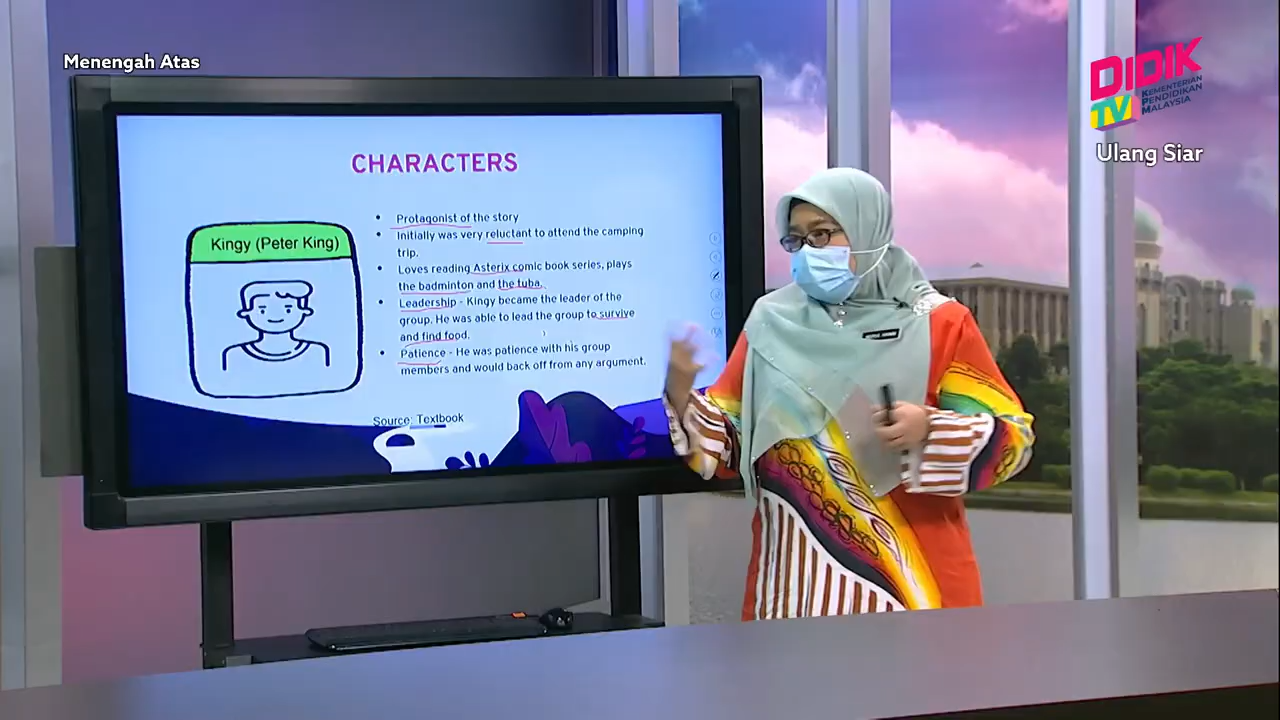 Menengah Atas
DIDIK
TV
KEMENTERIAN
PENDIDIKAN
MALAYSIA
Ulang Siar
CHARACTERS
Kingy (Peter King)
• Protagonist of the story
• Initially was very reluctant to attend the camping
trip.
• Loves reading Asterix comic book series, plays
the badminton and the tuba.
• Leadership - Kingy became the leader of the
group. He was able to lead the group to survive
and find food.
• Patience - He was patience with his group
members and would back off from any argument.
Source: Textbook